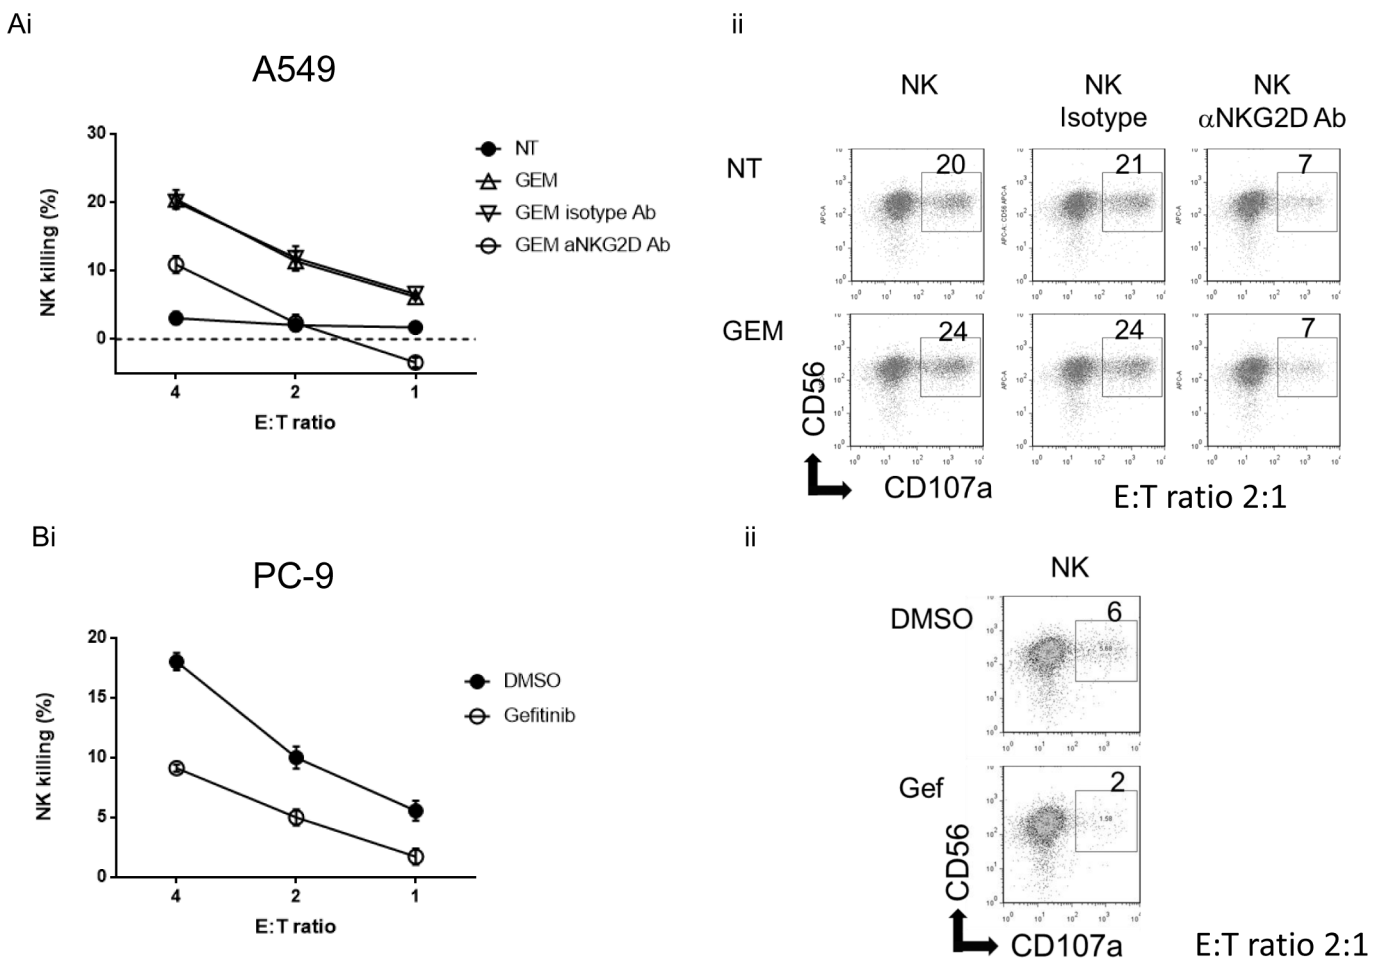 Ai
A549
30
20
10
0
NK killing (%)
4
2
1
E:T ratio
NT
GEM
GEM isotype Ab
GEM aNKG2D Ab
ii
NK
NK
Isotype
NK
αNKG2D Ab
NT
20
21
7
GEM
24
24
7
CD56
CD107a
E:T ratio 2:1
Bi
PC-9
20
15
10
5
0
NK killing (%)
4
2
1
E:T ratio
DMSO
Gefitinib
ii
NK
DMSO
6
Gef
2
1.58
CD56
CD107a
E:T ratio 2:1